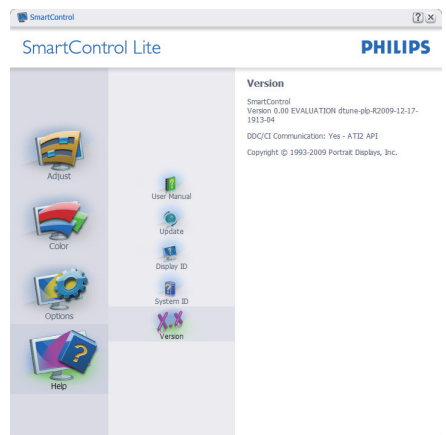 SmartControl
SmartControl Lite
PHILIPS
Adjust
Color
Options
Help
User Manual
Update
Display ID
System ID
Version
Version
SmartControl
Version 0.00 EVALUATION dtune-plp-R2009-12-17-
1913-04
DDC/CI Communication: Yes - ATI2 API
Copyright © 1993-2009 Portrait Displays, Inc.